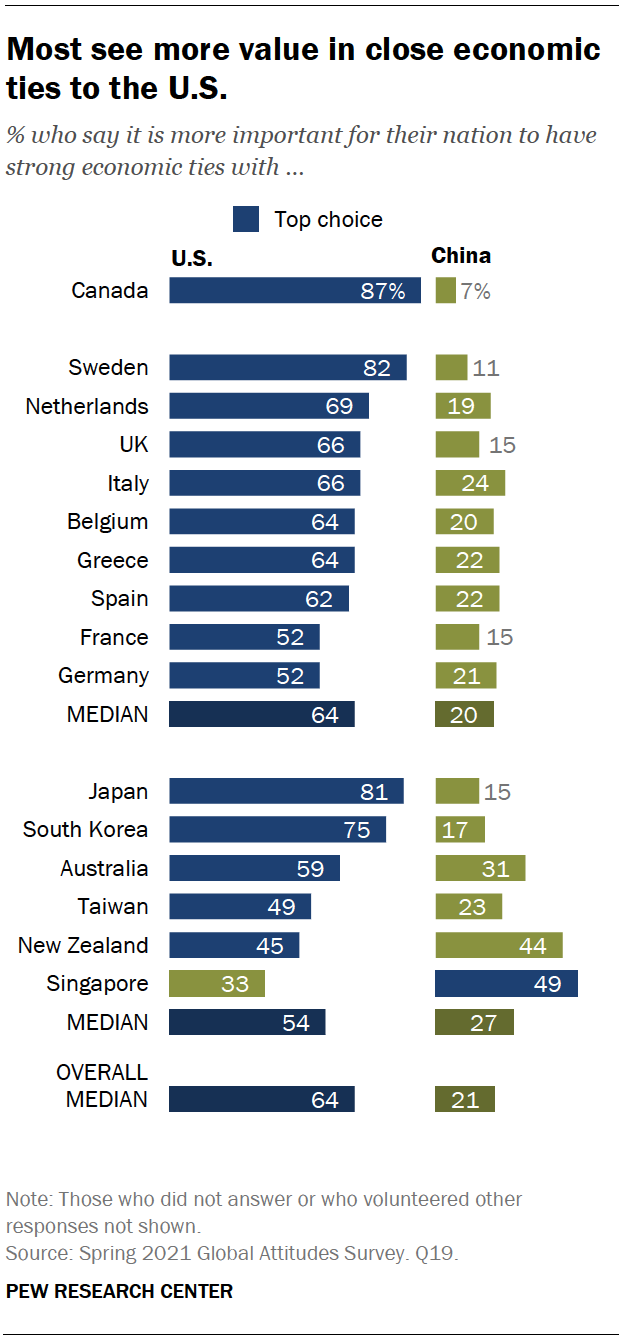 Most see more value in close economic
ties to the U.S.
% who say it is more important for their nation to have
strong economic ties with ...
Top choice
U.S. China
Canada 87% 7%
Sweden 82 11
Netherlands 69 19
UK 66 15
Italy 66 24
Belgium 64 20
Greece 64 22
Spain 62 22
France 52 15
Germany 52 21
MEDIAN 64 20
Japan 81 15
South Korea 75 17
Australia 59 31
Taiwan 49 23
New Zealand 45 44
Singapore 33 49
MEDIAN 54 27
OVERALL
MEDIAN 64 21
Note: Those who did not answer or who volunteered other
responses not shown.
Source: Spring 2021 Global Attitudes Survey. Q19.
PEW RESEARCH CENTER